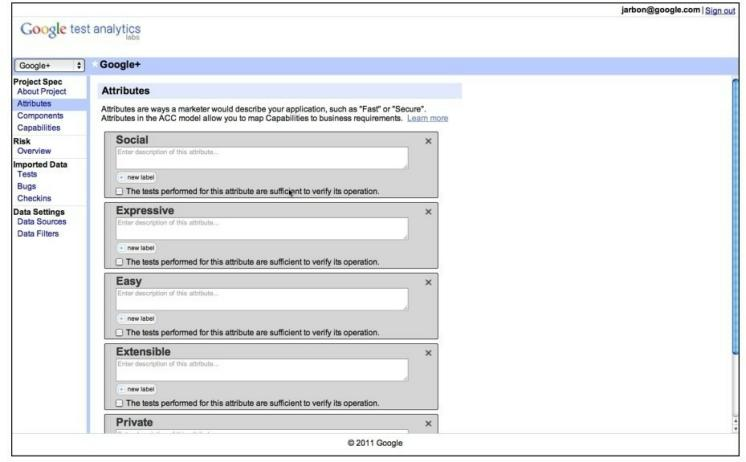 jarbon@google.com | Sign out
Google test analytics
labs
Google+
Google+
Project Spec
About Project
Attributes
Components
Capabilities
Risk
Overview
Imported Data
Tests
Bugs
Checkins
Data Settings
Data Sources
Data Filters
Attributes
Attributes are ways a marketer would describe your application, such as "Fast" or "Secure".
Attributes in the ACC model allow you to map Capabilities to business requirements. Learn more
Social
×
Enter description of this attribute...
+ new label
The tests performed for this attribute are sufficient to verify its operation.
Expressive
×
Enter description of this attribute...
+ new label
The tests performed for this attribute are sufficient to verify its operation.
Easy
×
Enter description of this attribute...
+ new label
The tests performed for this attribute are sufficient to verify its operation.
Extensible
×
Enter description of this attribute...
+ new label
The tests performed for this attribute are sufficient to verify its operation.
Private
×
© 2011 Google